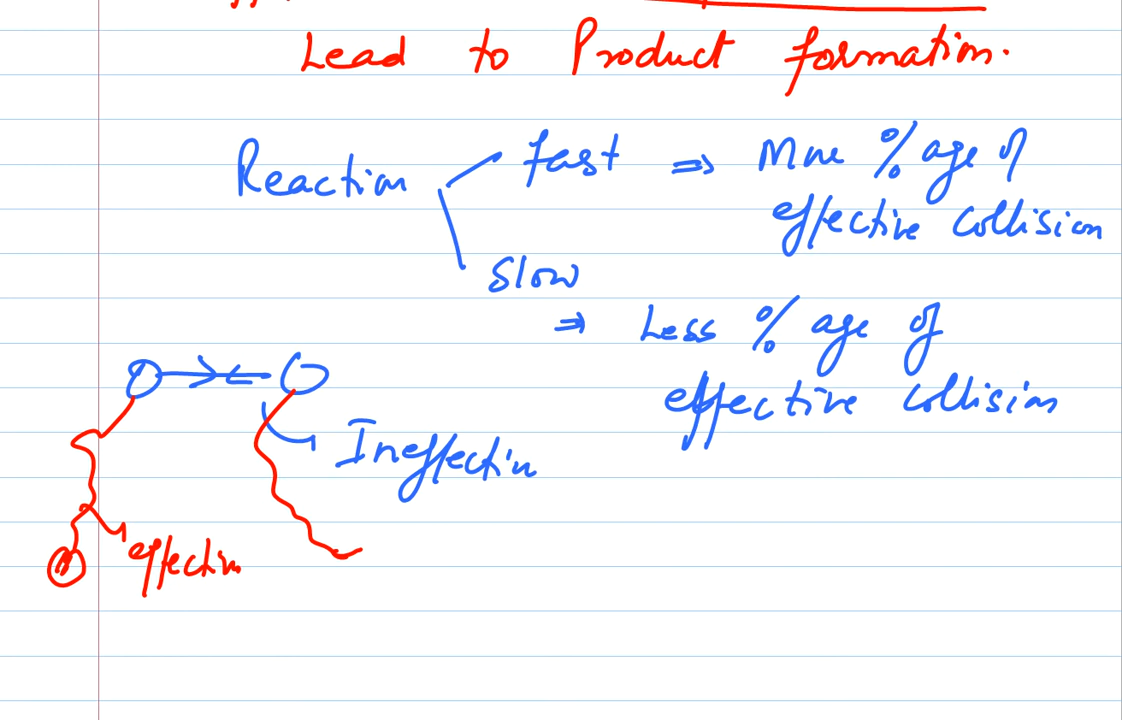 Lead to Product formation.
Reaction fast ⇒ More % age of
effective collision
Slow
⇒ Less % age of
effective collision
Ineffective
effective